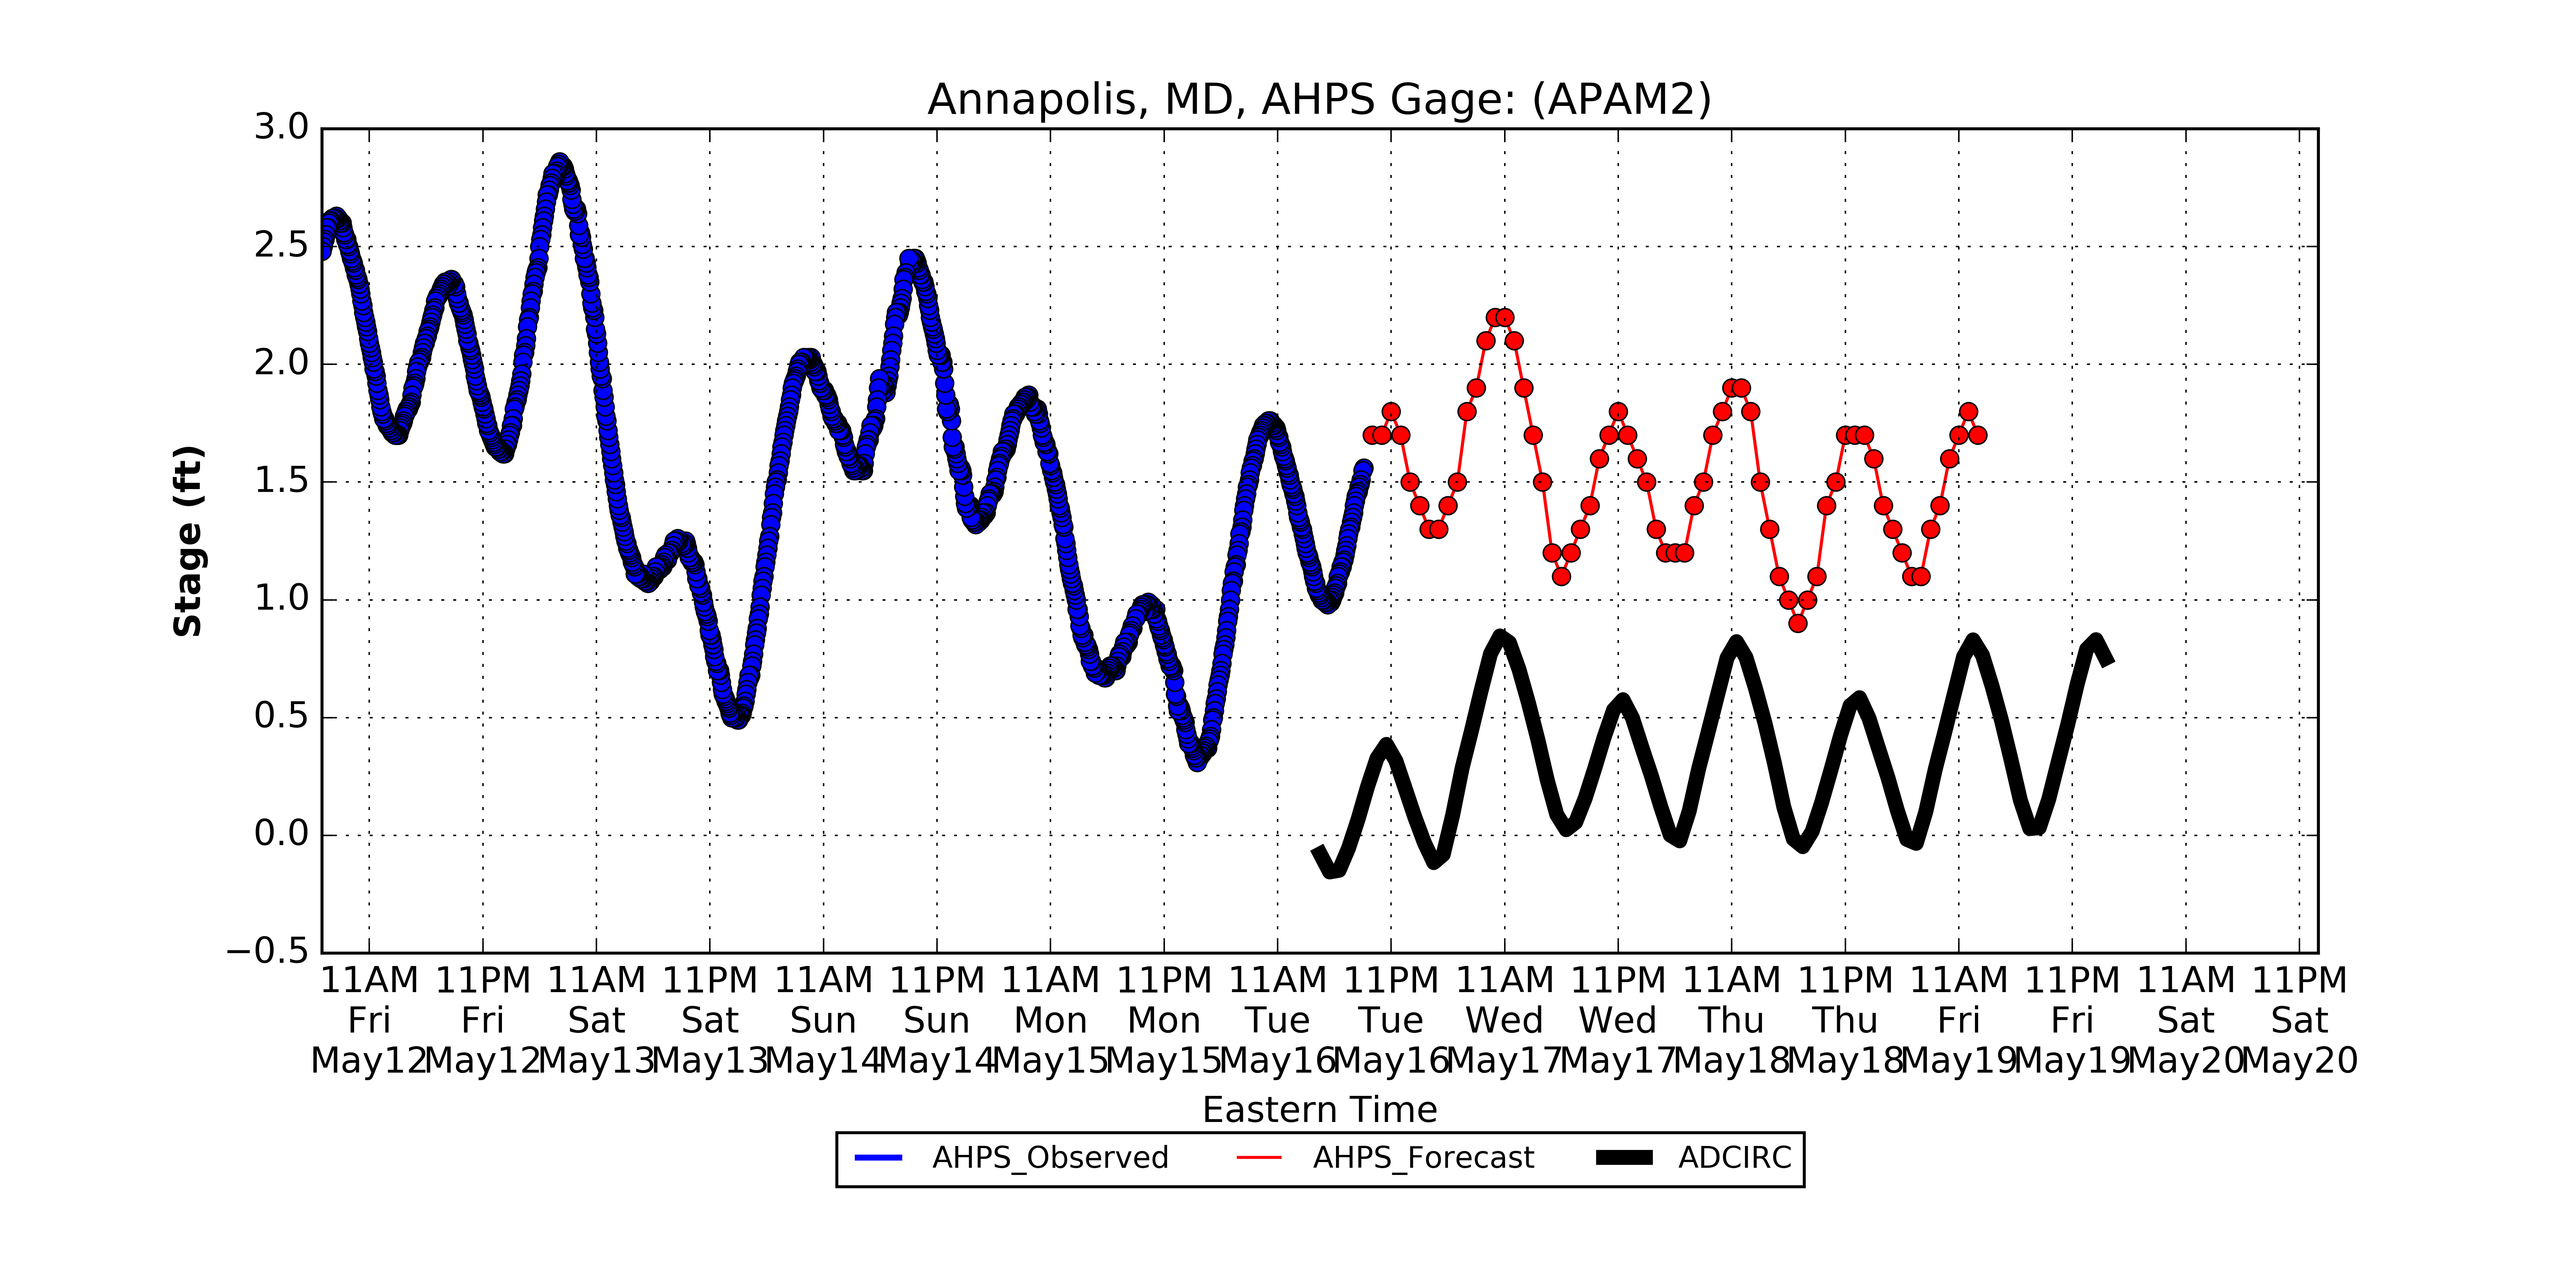 Annapolis, MD, AHPS Gage: (APAM2)
3.0
2.5
2.0
1.5
1.0
0.5
0.0
−0.5
Stage (ft)
11AM 11PM 11AM 11PM 11AM 11PM 11AM 11PM 11AM 11PM 11AM 11PM 11AM 11PM 11AM 11PM 11AM 11PM
Fri Fri Sat Sat Sun Sun Mon Mon Tue Tue Wed Wed Thu Thu Fri Fri Sat Sat
May12 May12 May13 May13 May14 May14 May15 May15 May16 May16 May17 May17 May18 May18 May19 May19 May20 May20
Eastern Time
AHPS_Observed AHPS_Forecast ADCIRC